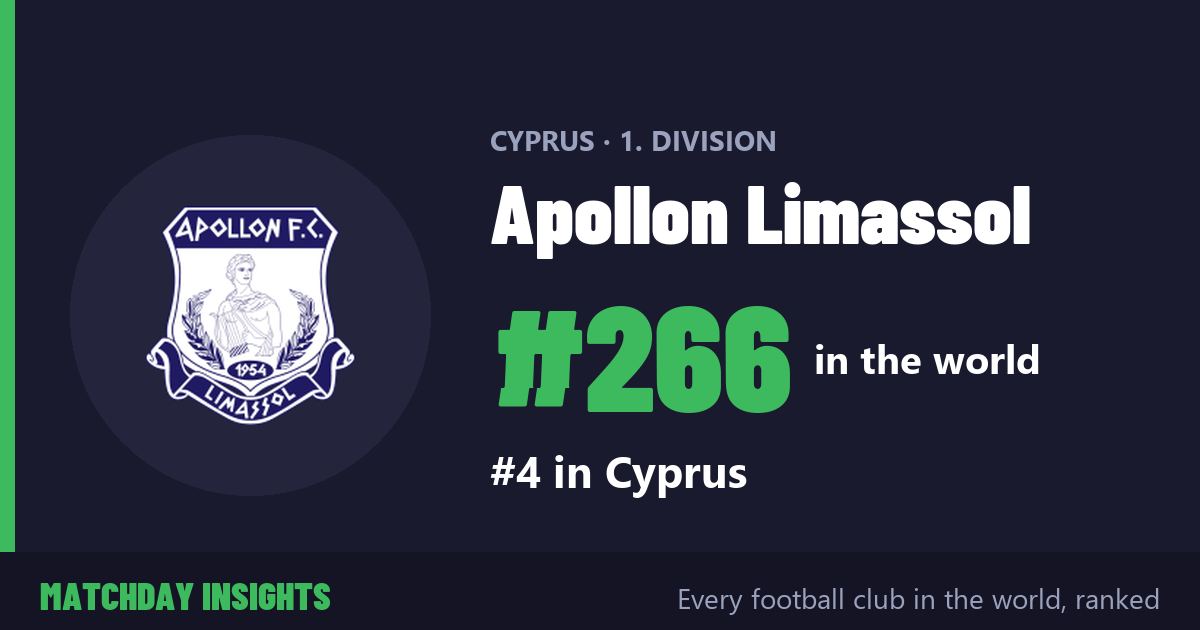 APOLLON F.C.
1954
LIMASSOL
CYPRUS · 1. DIVISION
Apollon Limassol
#266 in the world
#4 in Cyprus
MATCHDAY INSIGHTS
Every football club in the world, ranked